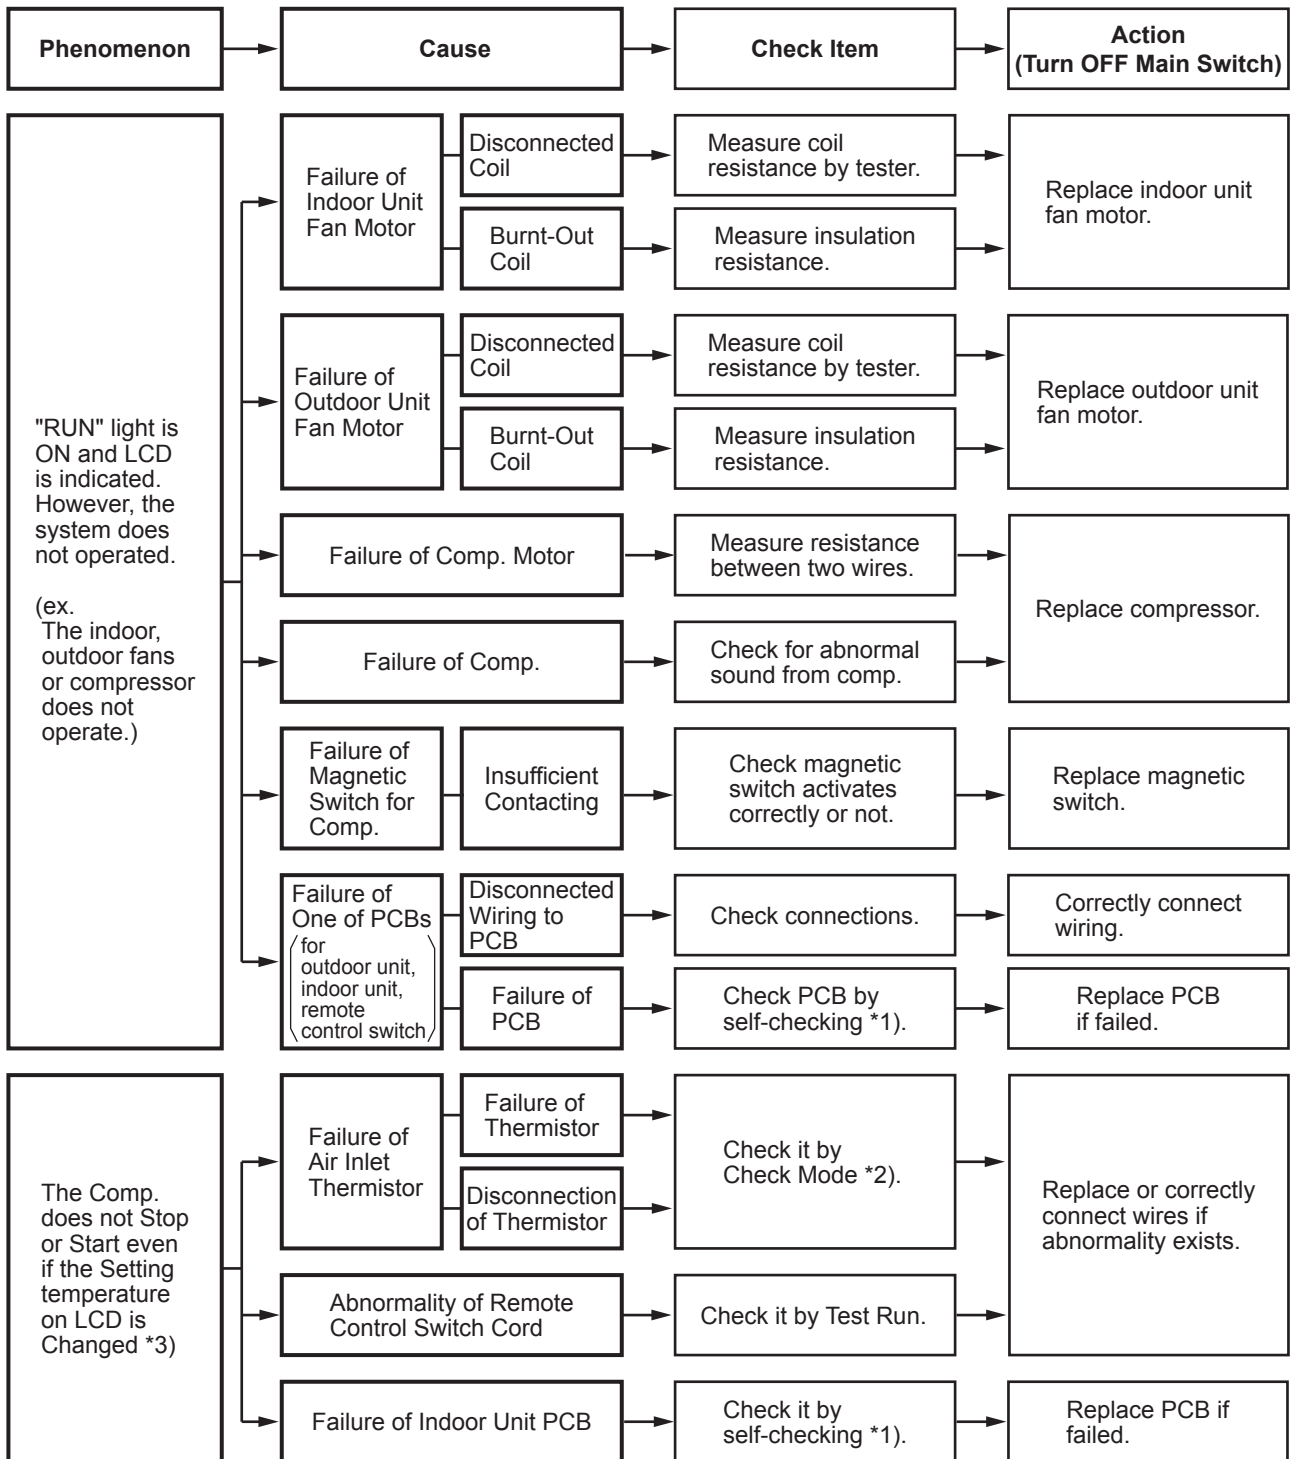 Phenomenon
Cause
Check Item
Action
(Turn OFF Main Switch)
"RUN" light is
ON and LCD
is indicated.
However, the
system does
not operated.
(ex.
The indoor,
outdoor fans
or compressor
does not
operate.)
Failure of
Indoor Unit
Fan Motor
Disconnected
Coil
Measure coil
resistance by tester.
Burnt-Out
Coil
Measure insulation
resistance.
Replace indoor unit
fan motor.
Failure of
Outdoor Unit
Fan Motor
Disconnected
Coil
Measure coil
resistance by tester.
Burnt-Out
Coil
Measure insulation
resistance.
Replace outdoor unit
fan motor.
Failure of Comp. Motor
Measure resistance
between two wires.
Failure of Comp.
Check for abnormal
sound from comp.
Replace compressor.
Failure of
Magnetic
Switch for
Comp.
Insufficient
Contacting
Check magnetic
switch activates
correctly or not.
Replace magnetic
switch.
Failure of
One of PCBs
(for
outdoor unit,
indoor unit,
remote
control switch)
Disconnected
Wiring to
PCB
Check connections.
Correctly connect
wiring.
Failure of
PCB
Check PCB by
self-checking *1).
Replace PCB
if failed.
The Comp.
does not Stop
or Start even
if the Setting
temperature
on LCD is
Changed *3)
Failure of
Air Inlet
Thermistor
Failure of
Thermistor
Disconnection
of Thermistor
Check it by
Check Mode *2).
Replace or correctly
connect wires if
abnormality exists.
Abnormality of Remote
Control Switch Cord
Check it by Test Run.
Failure of Indoor Unit PCB
Check it by
self-checking *1).
Replace PCB if
failed.